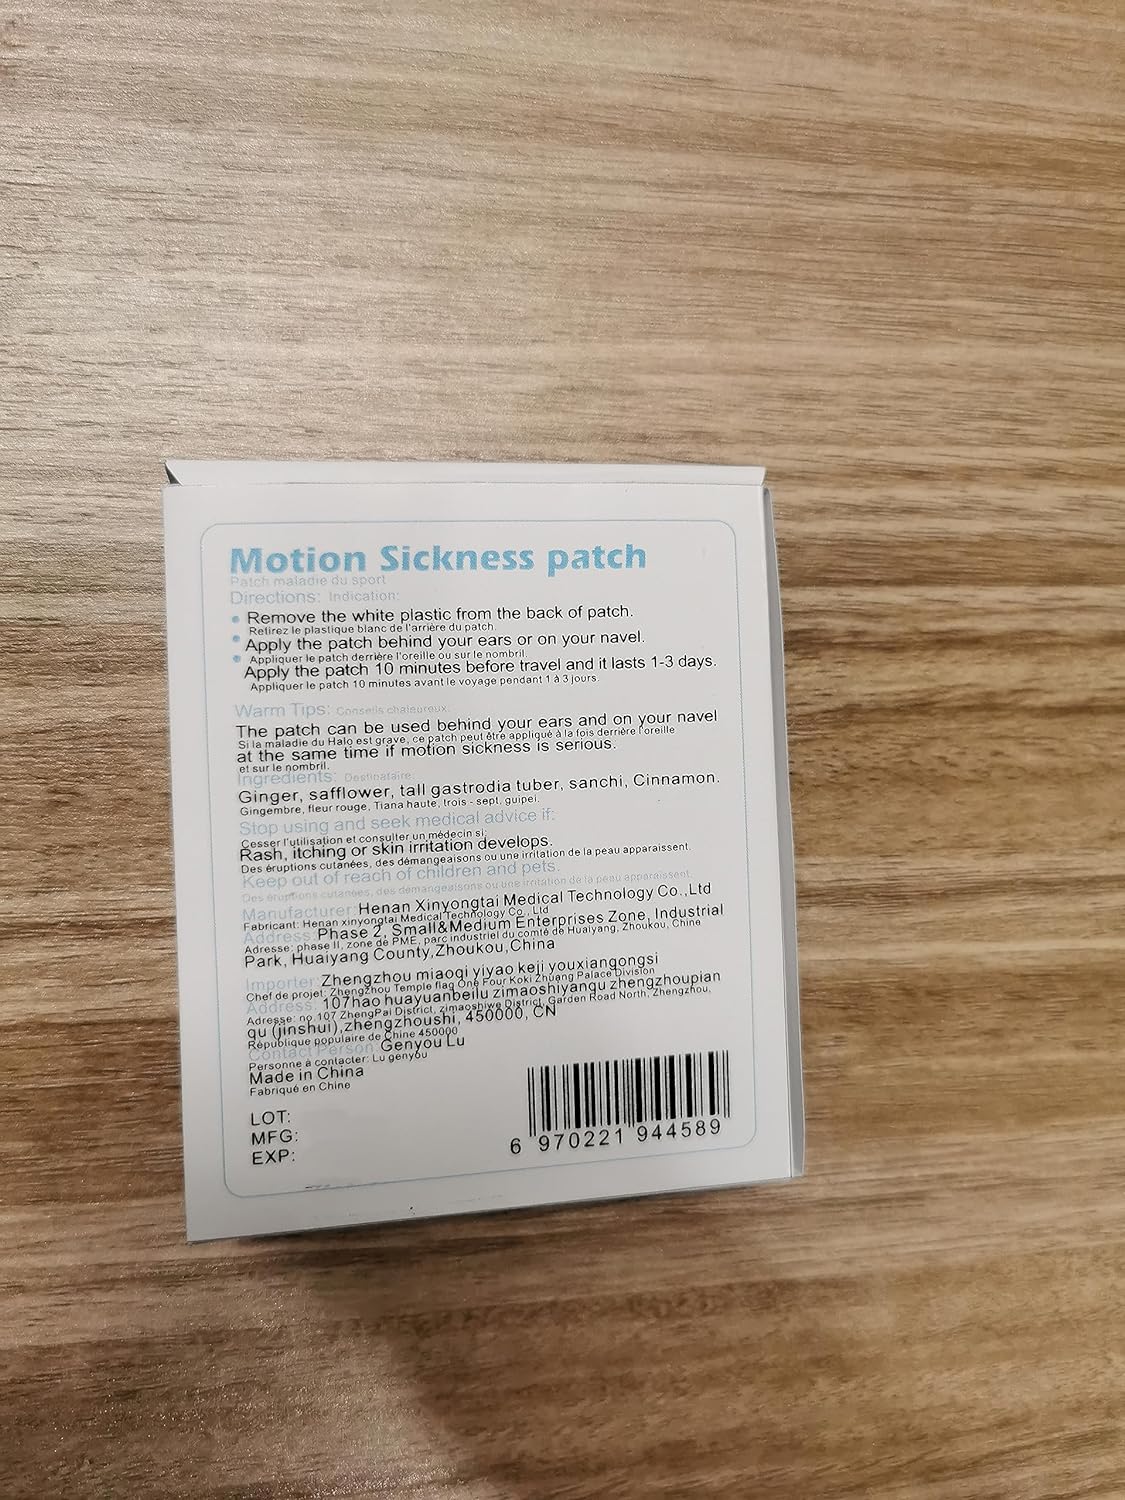 Motion Sickness patch
Patch maladie du sport
Directions: Indication:
Remove the white plastic from the back of patch.
Retirez le plastique blanc de l'arrière du patch.
Apply the patch behind your ears or on your navel.
Appliquer le patch derrière l'oreille ou sur le nombril.
Apply the patch 10 minutes before travel and it lasts 1-3 days.
Appliquer le patch 10 minutes avant le voyage pendant 1 à 3 jours.
Warm Tips: Conseils chaleureux:
The patch can be used behind your ears and on your navel
Si la maladie du Halo est grave, ce patch peut être appliqué à la fois derrière l'oreille
at the same time if motion sickness is serious.
et sur le nombril.
Ingredients: Destinataire:
Ginger, safflower, tall gastrodia tuber, sanchi, Cinnamon.
Gingembre, fleur rouge, Tiana haute, trois - sept, guipei.
Stop using and seek medical advice if:
Cesser l'utilisation et consulter un médecin si:
Rash, itching or skin irritation develops.
Des éruptions cutanées, des démangeaisons ou une irritation de la peau apparaissent.
Keep out of reach of children and pets.
Des éruptions cutanées, des démangeaisons ou une irritation de la peau apparaissent.
Manufacturer: Henan Xinyongtai Medical Technology Co.,Ltd
Fabricant: Henan xinyongtai Medical Technology Co., Ltd
Address: Phase 2, Small&Medium Enterprises Zone, Industrial
Adresse: phase II, zone de PME, parc industriel du comté de Huaiyang, Zhoukou, Chine
Park, Huaiyang County,Zhoukou,China
Importer: Zhengzhou miaoqi yiyao keji youxiangongsi
Chef de projet: Zhengzhou Temple flag One Four Koki Zhuang Palace Division
Address: 107hao huayuanbeilu zimaoshiyanqu zhengzhoupian
Adresse: no.107 ZhengPai District, zimaoshiwe District, Garden Road North, Zhengzhou,
qu (jinshui),zhengzhoushi, 450000, CN
République populaire de Chine 450000
Contact Person: Genyou Lu
Personne à contacter: Lu genyou
Made in China
Fabriqué en Chine
LOT:
MFG:
EXP:
6 970221 944589